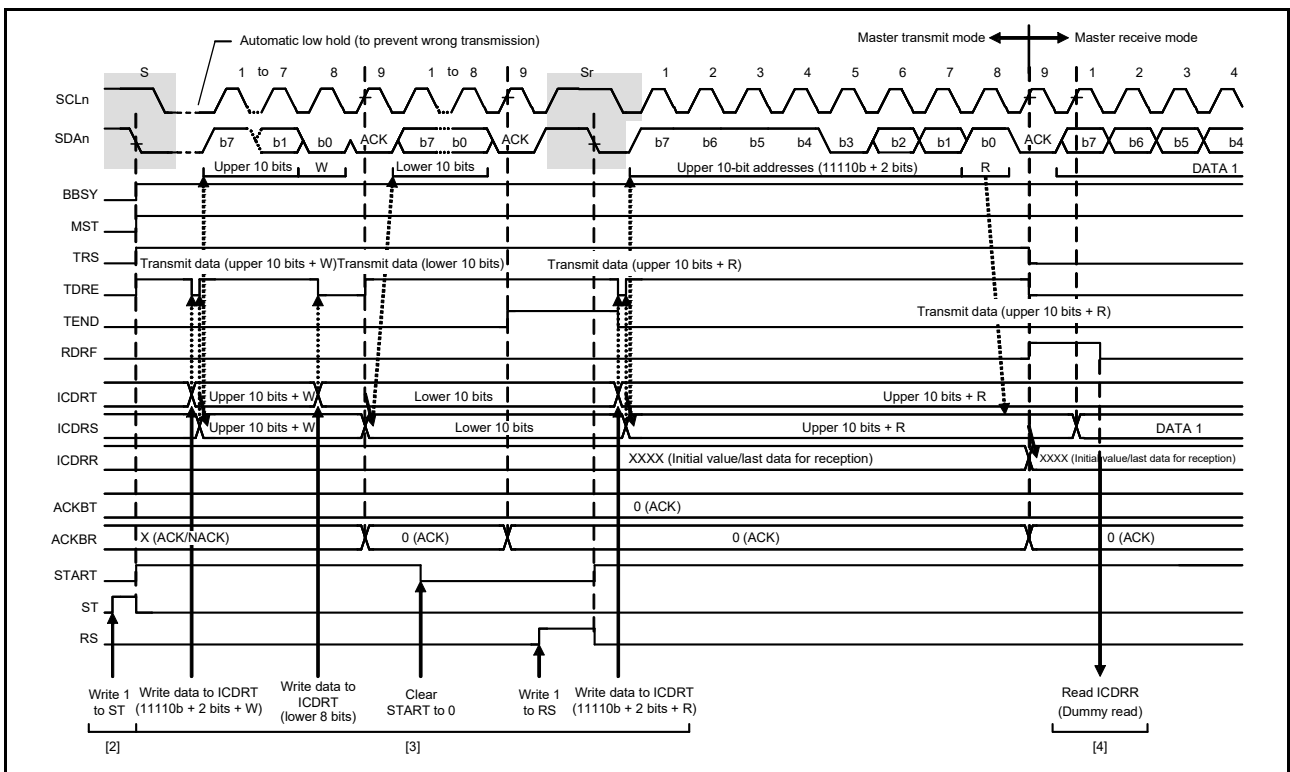 Automatic low hold (to prevent wrong transmission)
Master transmit mode
Master receive mode
S
1 to 7 8 9 1 to 8 9
Sr
1 2 3 4 5 6 7 8 9 1 2 3 4
SCLn
SDAn
b7 b1 b0 ACK b7 b0 ACK b7 b6 b5 b4 b3 b2 b1 b0 ACK b7 b6 b5 b4
Upper 10 bits W Lower 10 bits Upper 10-bit addresses (11110b + 2 bits) R DATA 1
BBSY
MST
TRS
Transmit data (upper 10 bits + W) Transmit data (lower 10 bits) Transmit data (upper 10 bits + R)
TDRE
TEND
Transmit data (upper 10 bits + R)
RDRF
ICDRT
Upper 10 bits + W Lower 10 bits Upper 10 bits + R
ICDRS
Upper 10 bits + W Lower 10 bits Upper 10 bits + R DATA 1
ICDRR
XXXX (Initial value/last data for reception) XXXX (Initial value/last data for reception)
ACKBT
0 (ACK)
ACKBR
X (ACK/NACK) 0 (ACK) 0 (ACK) 0 (ACK)
START
ST
RS
Write 1
to ST
Write data to ICDRT
(11110b + 2 bits + W)
Write data to
ICDRT
(lower 8 bits)
Clear
START to 0
Write 1
to RS
Write data to ICDRT
(11110b + 2 bits + R)
Read ICDRR
(Dummy read)
[2] [3] [4]